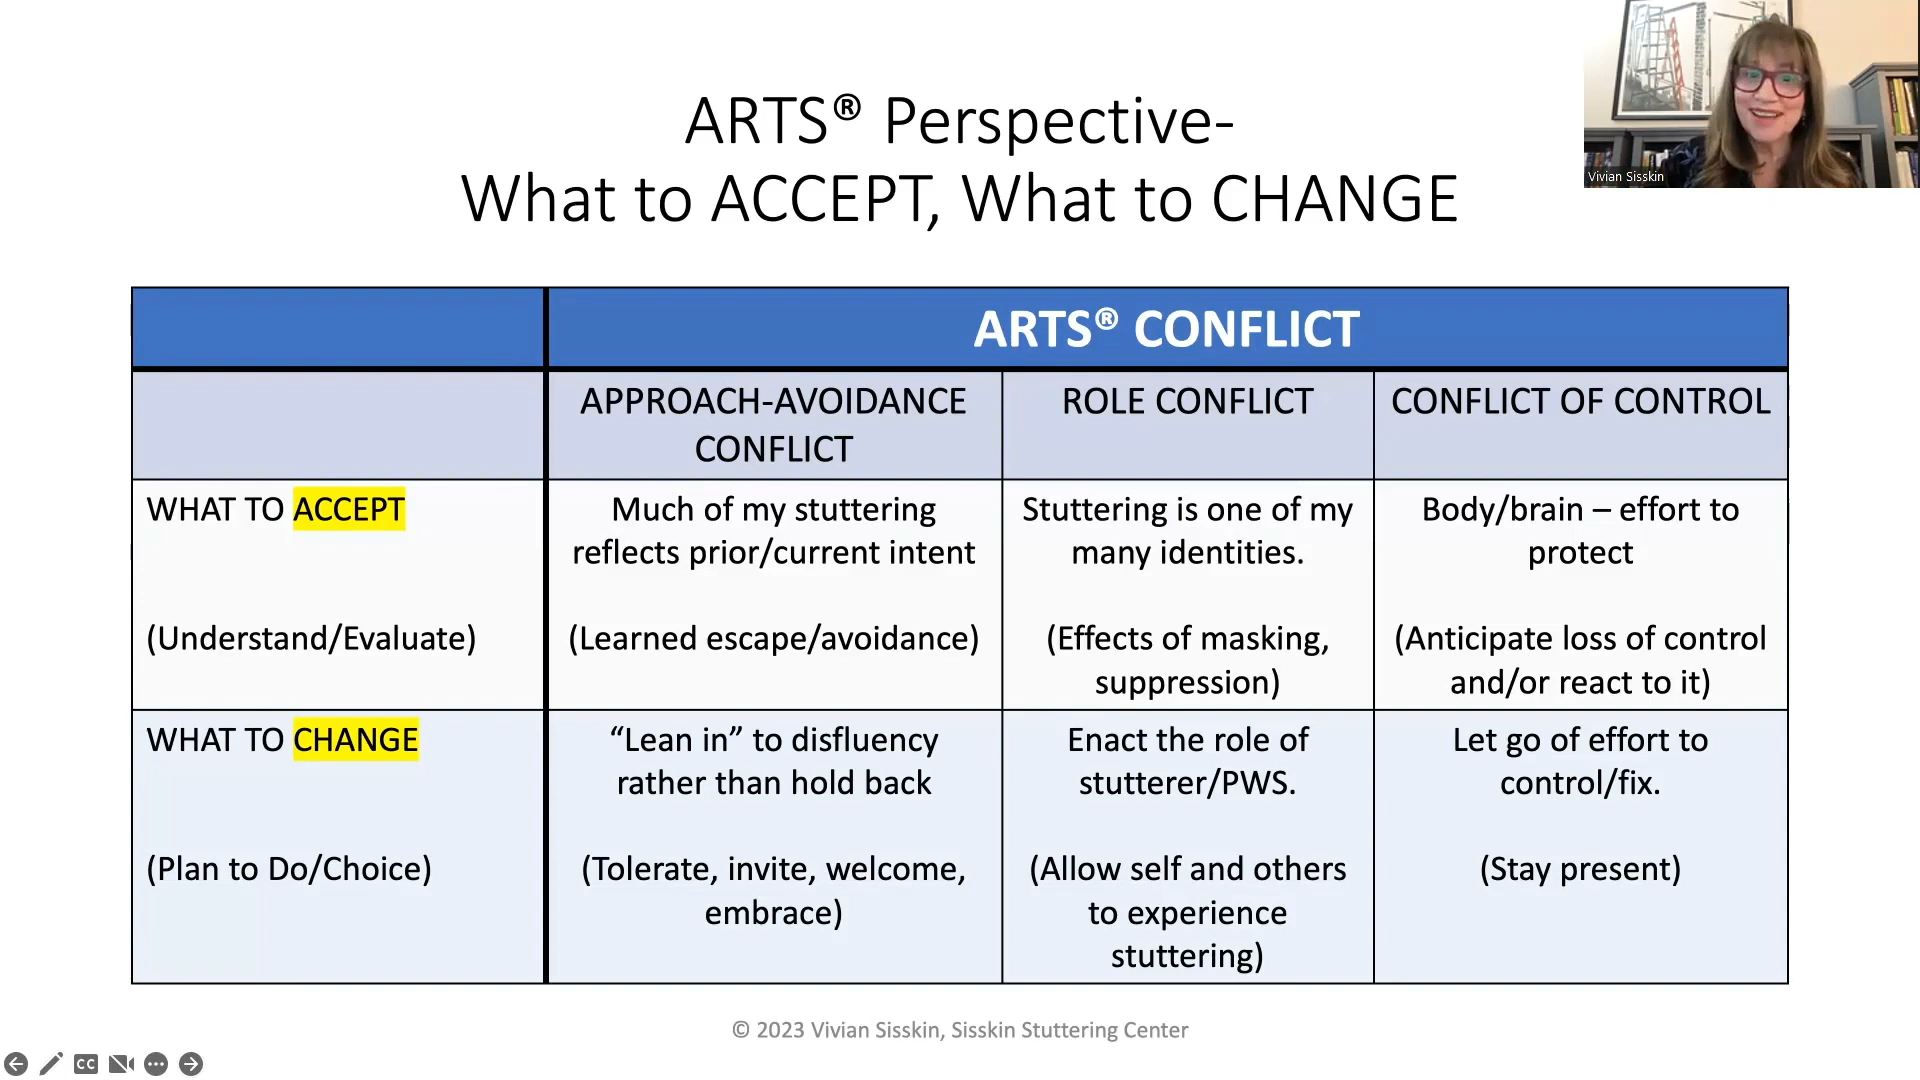 ARTS® Perspective-
What to ACCEPT, What to CHANGE
Vivian Sisskin
ARTS® CONFLICT
APPROACH-AVOIDANCE
CONFLICT
ROLE CONFLICT
CONFLICT OF CONTROL
WHAT TO ACCEPT
(Understand/Evaluate)
Much of my stuttering
reflects prior/current intent
(Learned escape/avoidance)
Stuttering is one of my
many identities.
(Effects of masking,
suppression)
Body/brain – effort to
protect
(Anticipate loss of control
and/or react to it)
WHAT TO CHANGE
(Plan to Do/Choice)
“Lean in” to disfluency
rather than hold back
(Tolerate, invite, welcome,
embrace)
Enact the role of
stutterer/PWS.
(Allow self and others
to experience
stuttering)
Let go of effort to
control/fix.
(Stay present)
© 2023 Vivian Sisskin, Sisskin Stuttering Center
CC